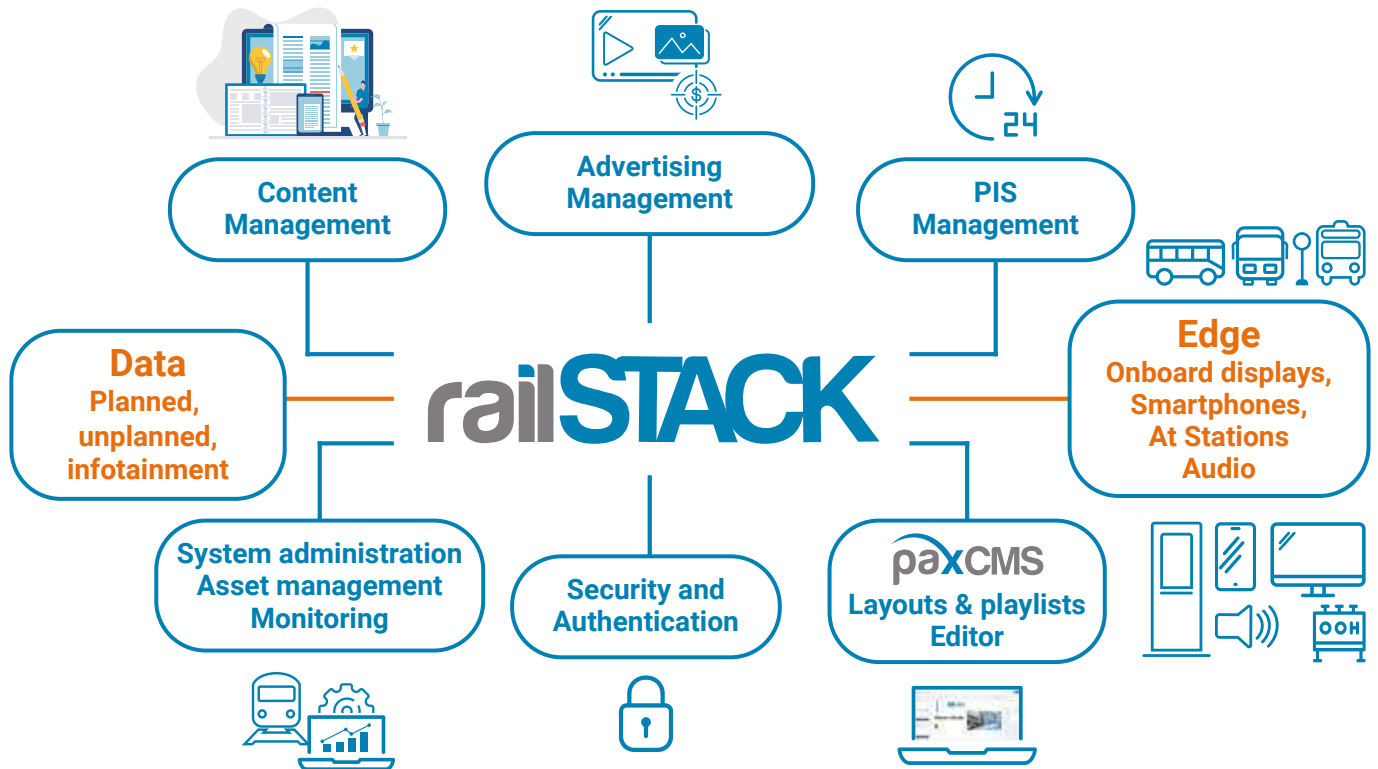 Content
Management
Advertising
Management
24
PIS
Management
Data
Planned,
unplanned,
infotainment
railSTACK
Edge
Onboard displays,
Smartphones,
At Stations
Audio
System administration
Asset management
Monitoring
Security and
Authentication
paxCMS
Layouts & playlists
Editor
OOH
$